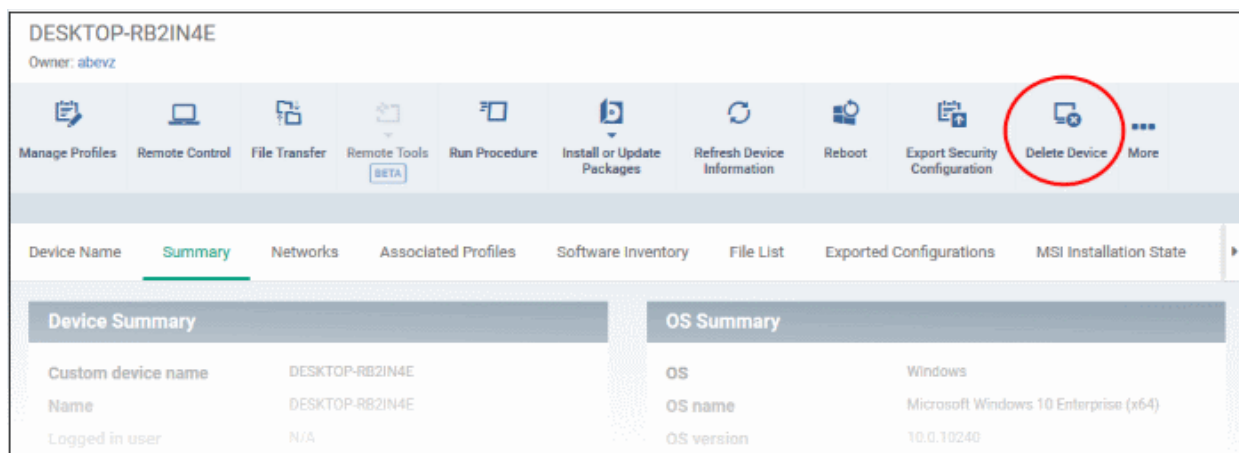 DESKTOP-RB2IN4E
Owner: abevz
Manage Profiles
Remote Control
File Transfer
Remote Tools
BETA
Run Procedure
Install or Update
Packages
Refresh Device
Information
Reboot
Export Security
Configuration
Delete Device
More
Device Name Summary Networks Associated Profiles Software Inventory File List Exported Configurations MSI Installation State
Device Summary
Custom device name DESKTOP-RB2IN4E
Name DESKTOP-RB2IN4E
Logged in user N/A
OS Summary
OS Windows
OS name Microsoft Windows 10 Enterprise (x64)
OS version 10.0.10240